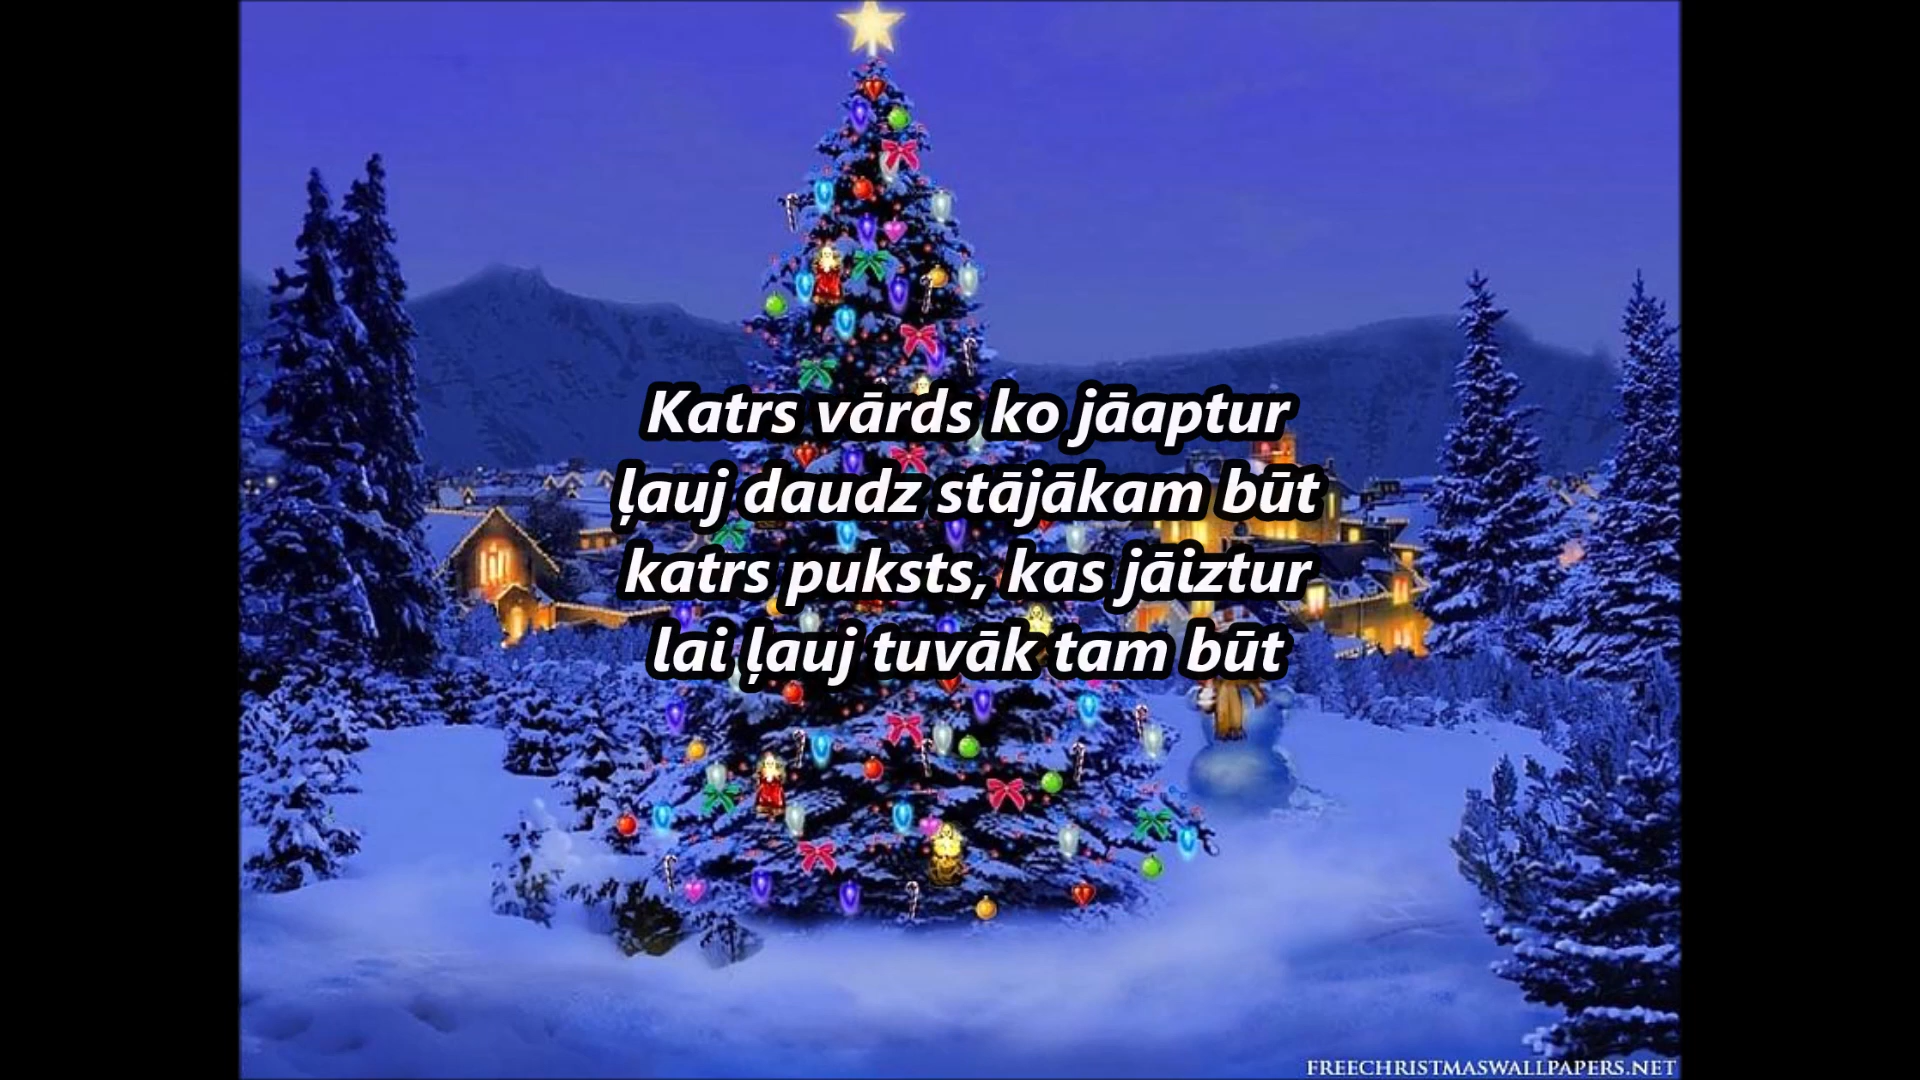 Katrs vārds ko jāaptur
ļauj daudz stājākam būt
katrs puksts, kas jāiztur
lai ļauj tuvāk tam būt
FREECHRISTMASWALLPAPERS.NET